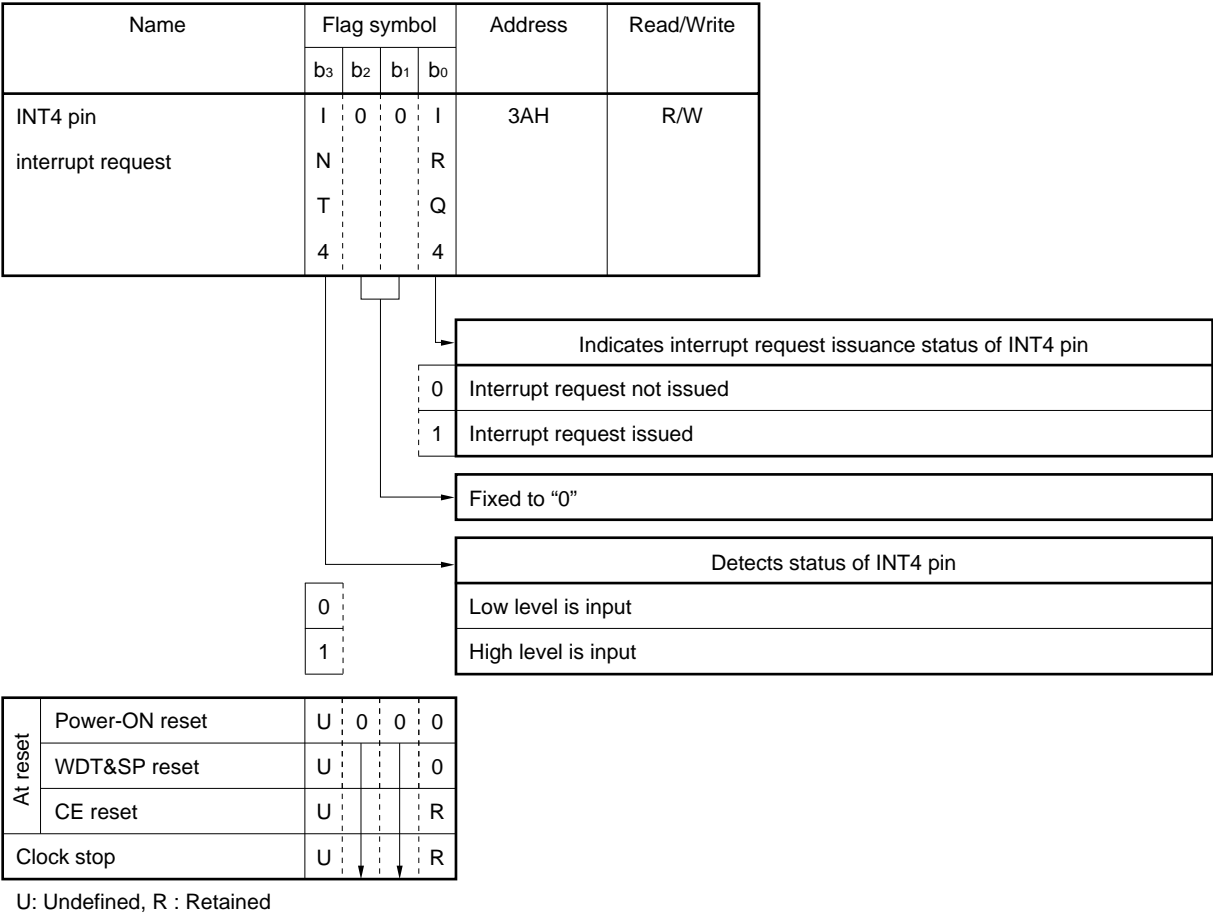 Name Flag symbol Address Read/Write
b3 b2 b1 b0
INT4 pin I 0 0 I 3AH R/W
interrupt request N R
T Q
4 4
Indicates interrupt request issuance status of INT4 pin
0 Interrupt request not issued
1 Interrupt request issued
Fixed to “0”
Detects status of INT4 pin
0 Low level is input
1 High level is input
At reset
Power-ON reset U 0 0 0
WDT&SP reset U 0
CE reset U R
Clock stop U R
U: Undefined, R : Retained